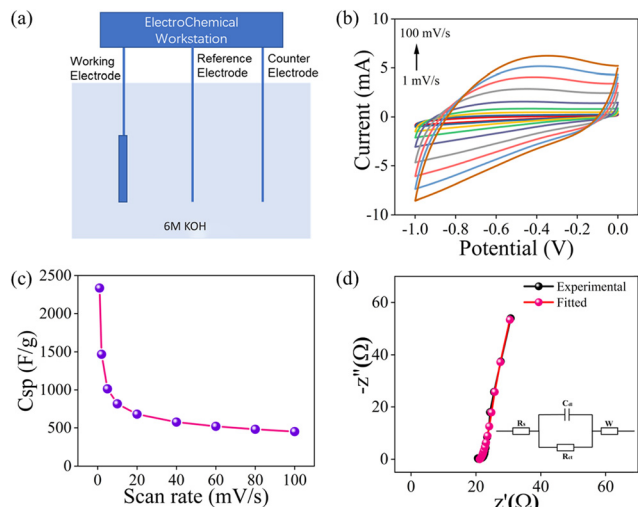 (a)
ElectroChemical
Workstation
Working
Electrode
Reference
Electrode
Counter
Electrode
6M KOH
(b)
100 mV/s
1 mV/s
Current (mA)
10
5
0
-5
-10
-1.0
-0.8
-0.6
-0.4
-0.2
0.0
Potential (V)
(c)
Csp (F/g)
2500
2000
1500
1000
500
0
0
20
40
60
80
100
Scan rate (mV/s)
(d)
Experimental
Fitted
-z"(Ω)
60
40
20
0
0
20
40
60
z'(Ω)
Rs
Rct
W